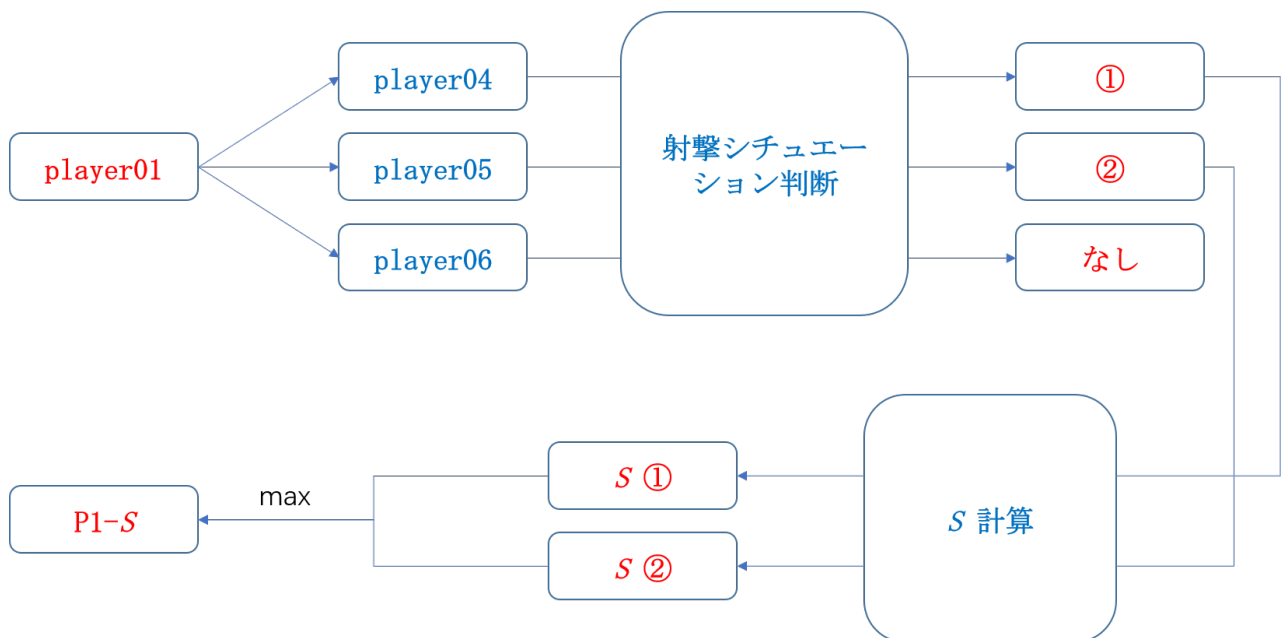 player01
player04
player05
player06
射撃シチュエー
ション判断
①
②
なし
P1-S
max
S ①
S ②
S 計算